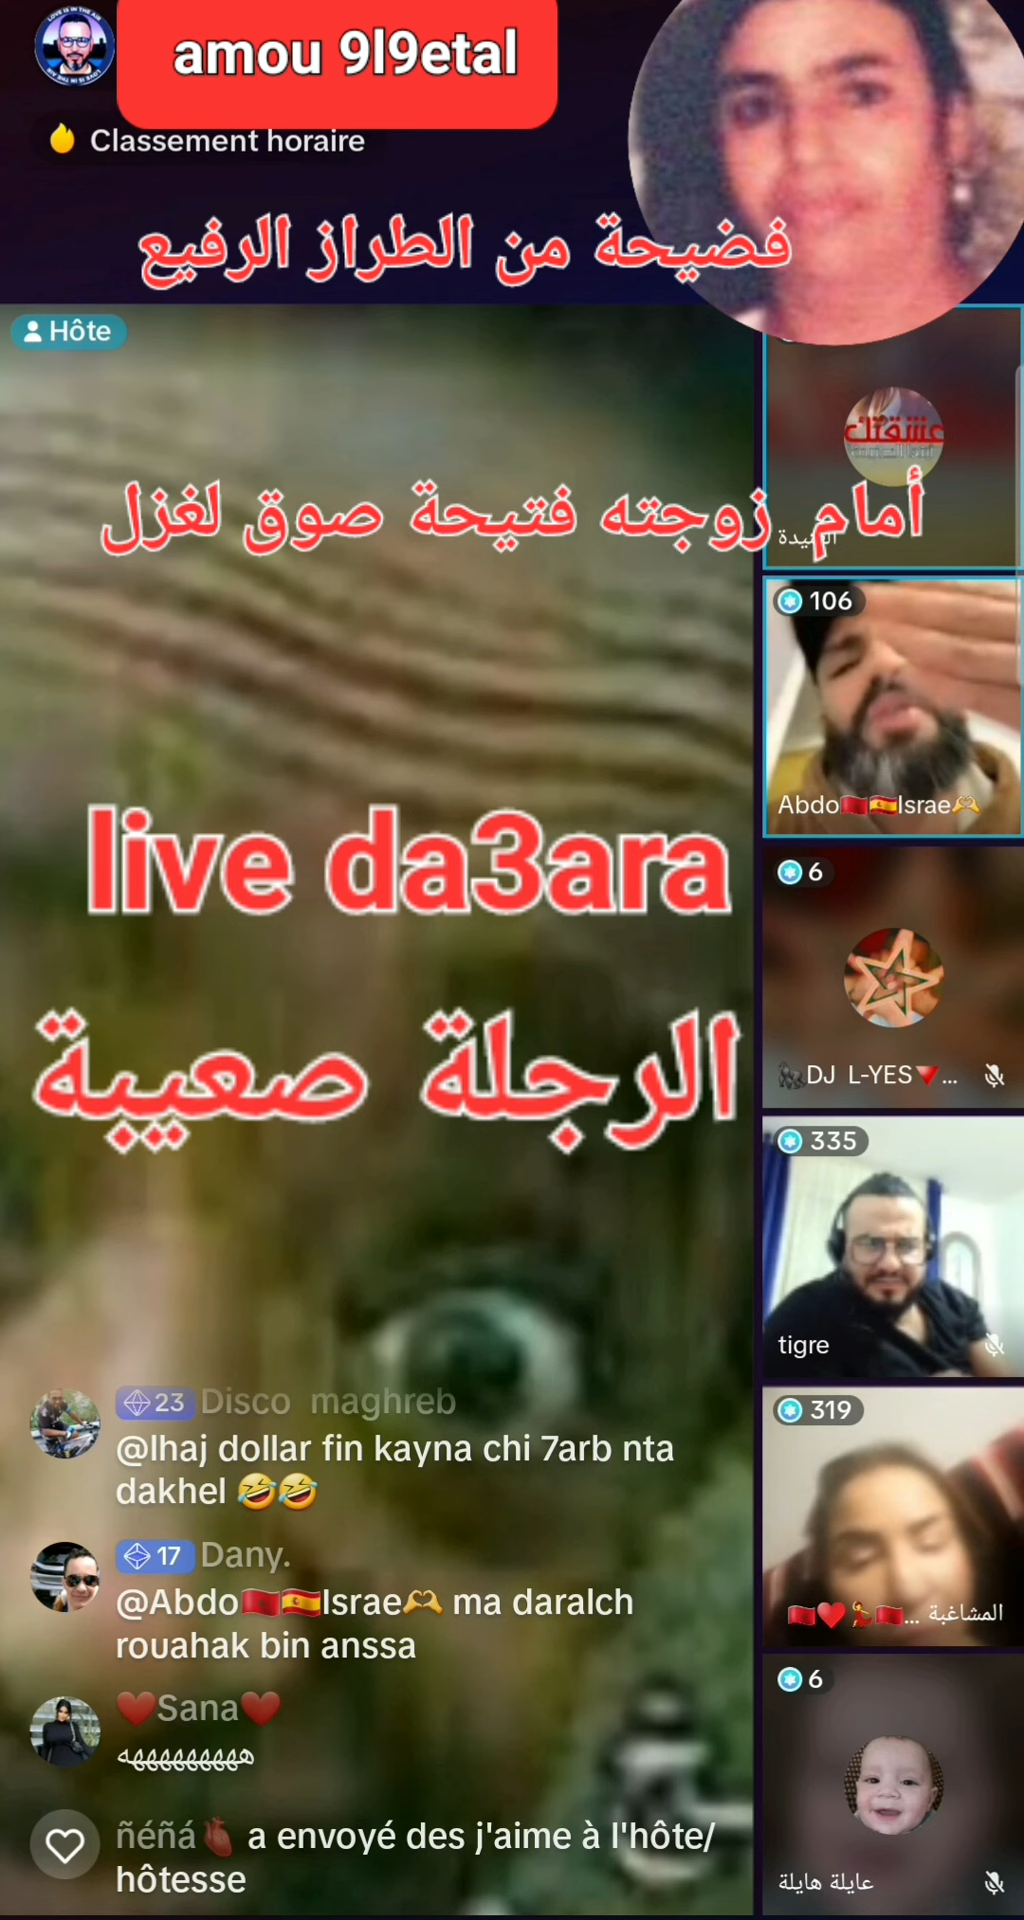 amou 9l9etal
Classement horaire
فضيحة من الطراز الرفيع
Hôte
عشقتك
أمام زوجته فتيحة صوق لغزل
106
Abdo🇲🇦🇪🇸Israe🫶
live da3ara
6
الرجلة صعيبة
🦍DJ L-YES🔻...
335
tigre
23 Disco maghreb
@lhaj dollar fin kayna chi 7arb nta
dakhel 🤣🤣
319
17 Dany.
@Abdo🇲🇦🇪🇸Israe🫶 ma daralch
rouahak bin anssa
المشاغبة ...🇲🇦💃❤️🇲🇦
❤️Sana❤️
ههههههههههه
6
ñéñá🫀 a envoyé des j'aime à l'hôte/
hôtesse
عايلة هايلة